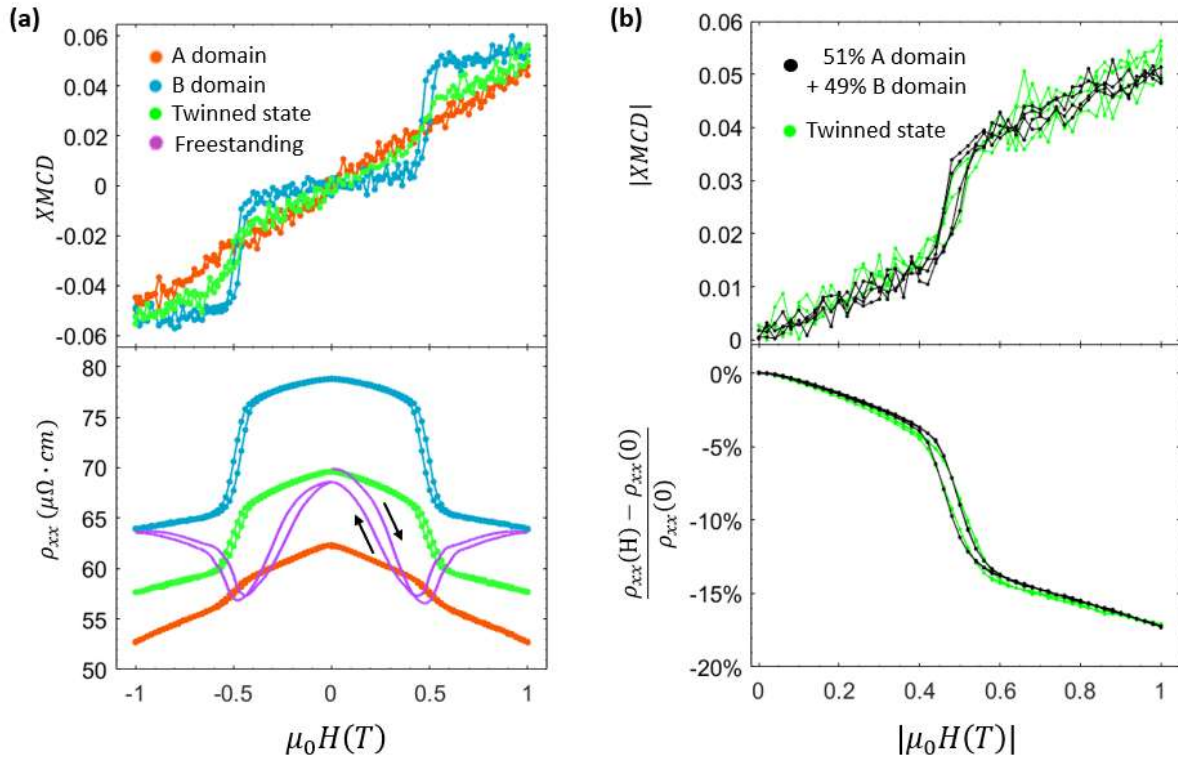 (a)
0.06
0.04
0.02
0
-0.02
-0.04
-0.06
XMCD
A domain
B domain
Twinned state
Freestanding
80
75
70
65
60
55
50
ρxx (μΩ · cm)
-1 -0.5 0 0.5 1
μ0H(T)
(b)
0.06
0.05
0.04
0.03
0.02
0.01
0
|XMCD|
51% A domain
+ 49% B domain
Twinned state
0%
-5%
-10%
-15%
-20%
ρxx(H) − ρxx(0)
ρxx(0)
0 0.2 0.4 0.6 0.8 1
|μ0H(T)|